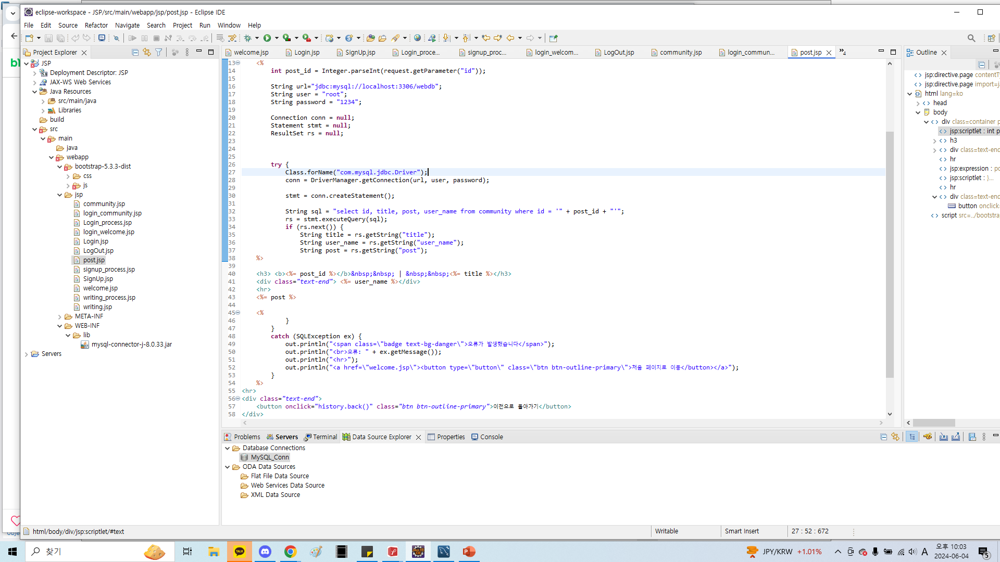 eclipse-workspace - JSP/src/main/webapp/jsp/post.jsp - Eclipse IDE
File Edit Source Refactor Navigate Search Project Run Window Help
Project Explorer
JSP
Deployment Descriptor: JSP
JAX-WS Web Services
Java Resources
src/main/java
Libraries
build
src
main
java
webapp
bootstrap-5.3.3-dist
css
js
jsp
community.jsp
login_community.jsp
Login_process.jsp
login_welcome.jsp
Login.jsp
LogOut.jsp
post.jsp
signup_process.jsp
SignUp.jsp
welcome.jsp
writing_process.jsp
writing.jsp
META-INF
WEB-INF
lib
mysql-connector-j-8.0.33.jar
Servers
welcome.jsp Login.jsp SignUp.jsp Login_proce... signup_proc... login_welcom... LogOut.jsp community.jsp login_commun... post.jsp 4
13 <%
14 int post_id = Integer.parseInt(request.getParameter("id"));
15
16 String url="jdbc:mysql://localhost:3306/webdb";
17 String user = "root";
18 String password = "1234";
19
20 Connection conn = null;
21 Statement stmt = null;
22 ResultSet rs = null;
23
24
25
26 try {
27 Class.forName("com.mysql.jdbc.Driver");
28 conn = DriverManager.getConnection(url, user, password);
29
30 stmt = conn.createStatement();
31
32 String sql = "select id, title, post, user_name from community where id = '" + post_id + "'";
33 rs = stmt.executeQuery(sql);
34 if (rs.next()) {
35 String title = rs.getString("title");
36 String user_name = rs.getString("user_name");
37 String post = rs.getString("post");
38 %>
39
40 <h3> <b><%= post_id %></b>&nbsp;&nbsp; | &nbsp;&nbsp;<%= title %></h3>
41 <div class="text-end"> <%= user_name %></div>
42 <hr>
43 <%= post %>
44
45 <%
46 }
47 }
48 catch (SQLException ex) {
49 out.println("<span class=\"badge text-bg-danger\">오류가 발생했습니다</span>");
50 out.println("<br>오류: " + ex.getMessage());
51 out.println("<hr>");
52 out.println("<a href=\"welcome.jsp\"><button type=\"button\" class=\"btn btn-outline-primary\">처음 페이지로 이동</button></a>");
53 }
54 %>
55 <hr>
56 <div class="text-end">
57 <button onclick="history.back()" class="btn btn-outline-primary">이전으로 돌아가기</button>
58 </div>
Outline
jsp:directive.page contentT
jsp:directive.page import=j
html lang=ko
head
body
div class=container p
jsp:scriptlet : int p
h3
div class=text-end
hr
jsp:expression : po
jsp:scriptlet : }...
hr
div class=text-end
button onclick=
script src=../bootstra
Problems Servers Terminal Data Source Explorer Properties Console
Database Connections
MySQL_Conn
ODA Data Sources
Flat File Data Source
Web Services Data Source
XML Data Source
html/body/div/jsp:scriptlet/#text Writable Smart Insert 27 : 52 : 672
찾기
TALK
JPY/KRW +1.01%
A
오후 10:03
2024-06-04
5